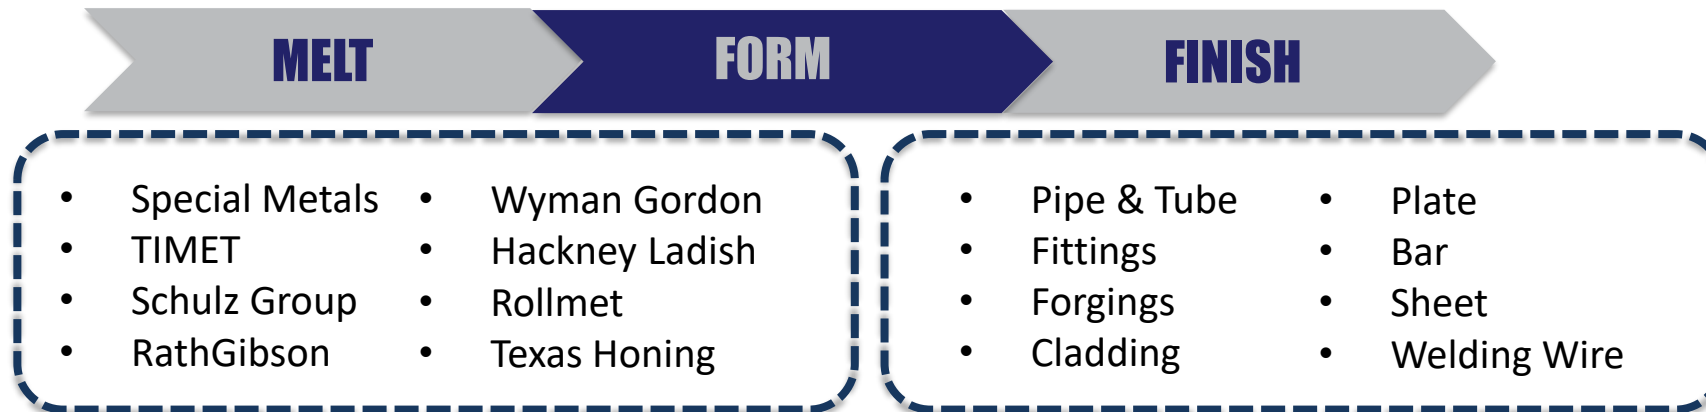 MELT
FORM
FINISH
• Special Metals
• TIMET
• Schulz Group
• RathGibson
• Wyman Gordon
• Hackney Ladish
• Rollmet
• Texas Honing
• Pipe & Tube
• Fittings
• Forgings
• Cladding
• Plate
• Bar
• Sheet
• Welding Wire